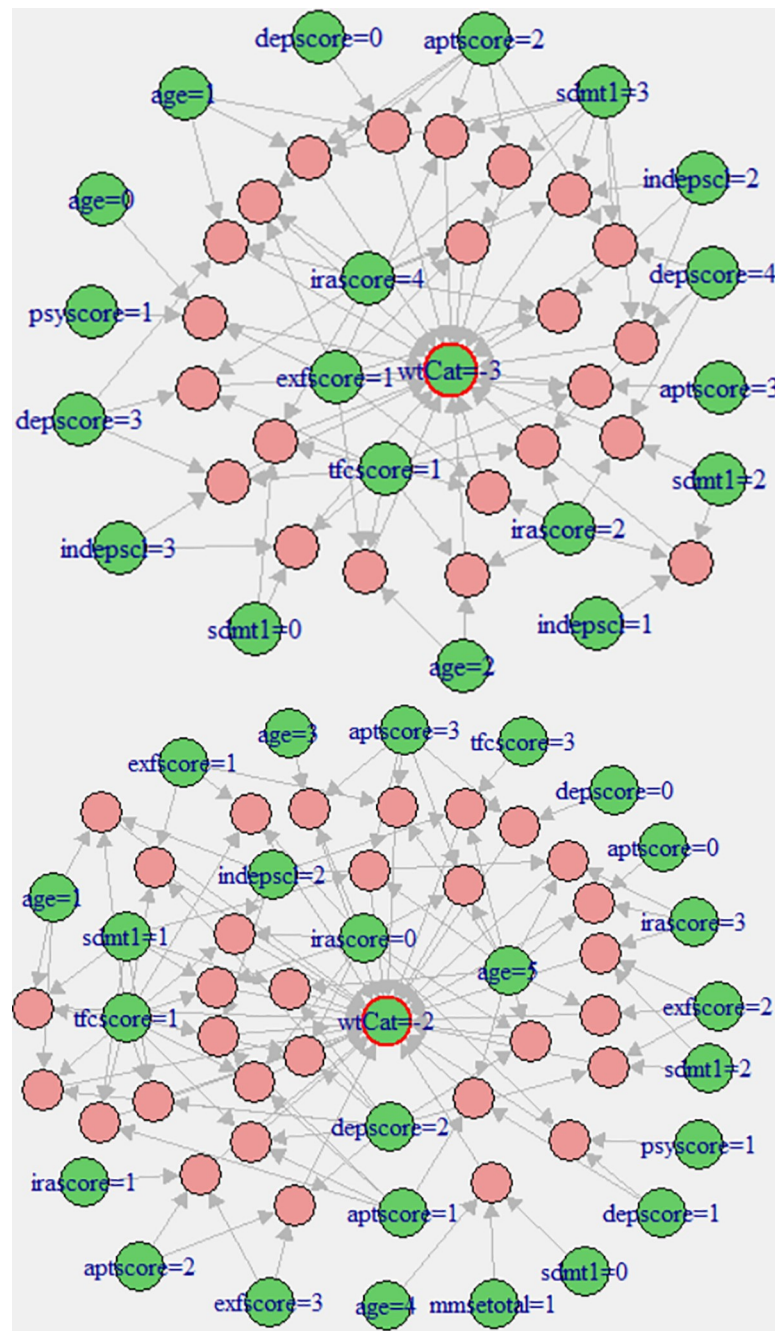 depscore=0
aptscore=2
age=1
sdmt1=3
indepscl=2
age=0
irascore=4
depscore=4
psyscore=1
exfscore=1
wtCat=-3
aptscore=3
depscore=3
tfcscore=1
sdmt1=2
irascore=2
indepscl=3
sdmt1=0
indepscl=1
age=2
aptscore=3
age=3
tfcscore=3
exfscore=1
depscore=0
aptscore=0
indepscl=2
age=1
sdmt1=1
irascore=0
irascore=3
age=5
exfscore=2
tfcscore=1
wtCat=-2
sdmt1=2
depscore=2
psyscore=1
irascore=1
aptscore=1
depscore=1
aptscore=2
sdmt1=0
exfscore=3
age=4
mmsetotal=1